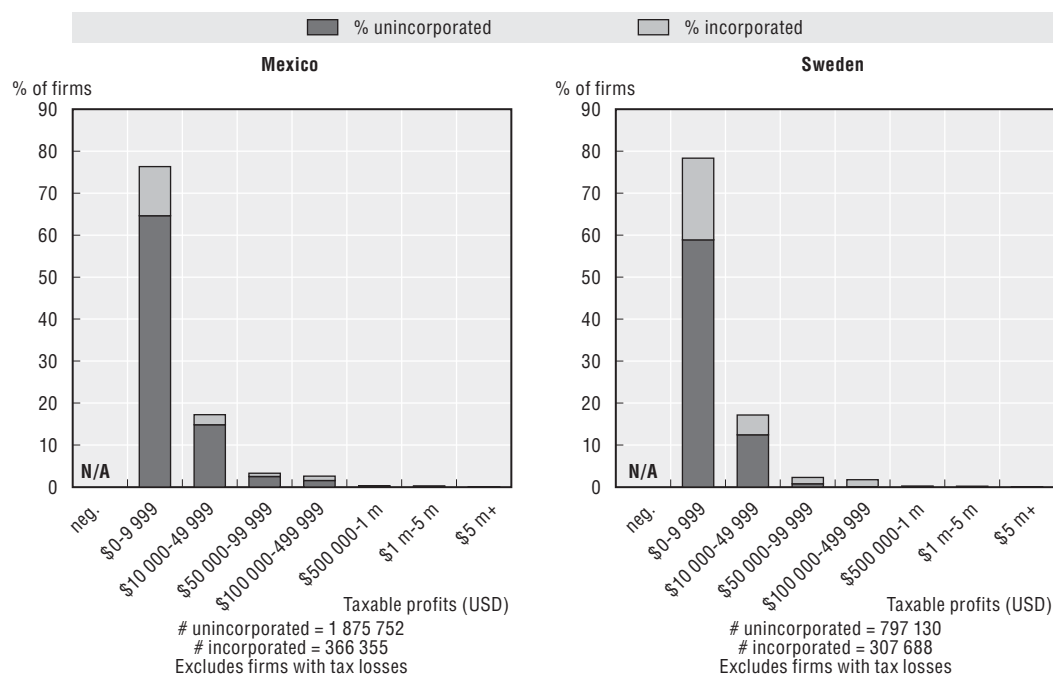 % unincorporated
% incorporated
Mexico
% of firms
90
80
70
60
50
40
30
20
10
0
N/A
neg.
$0-9 999
$10 000-49 999
$50 000-99 999
$100 000-499 999
$500 000-1 m
$1 m-5 m
$5 m+
Taxable profits (USD)
# unincorporated = 1 875 752
# incorporated = 366 355
Excludes firms with tax losses
Sweden
% of firms
90
80
70
60
50
40
30
20
10
0
N/A
neg.
$0-9 999
$10 000-49 999
$50 000-99 999
$100 000-499 999
$500 000-1 m
$1 m-5 m
$5 m+
Taxable profits (USD)
# unincorporated = 797 130
# incorporated = 307 688
Excludes firms with tax losses